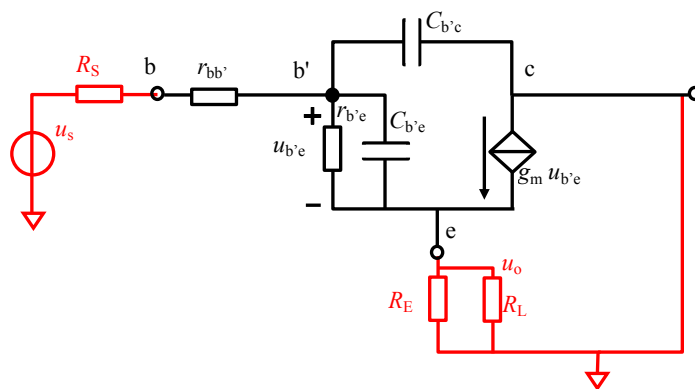 C_b'c
R_S
b
r_bb'
b'
c
u_s
+
r_b'e
C_b'e
u_b'e
g_m u_b'e
−
e
u_o
R_E
R_L